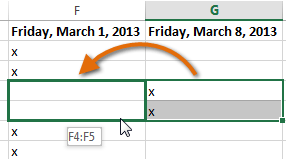 F G
Friday, March 1, 2013 Friday, March 8, 2013
x
x
x
x
F4:F5
x
x